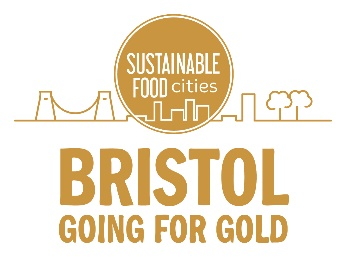 SUSTAINABLE
FOOD cities
BRISTOL
GOING FOR GOLD